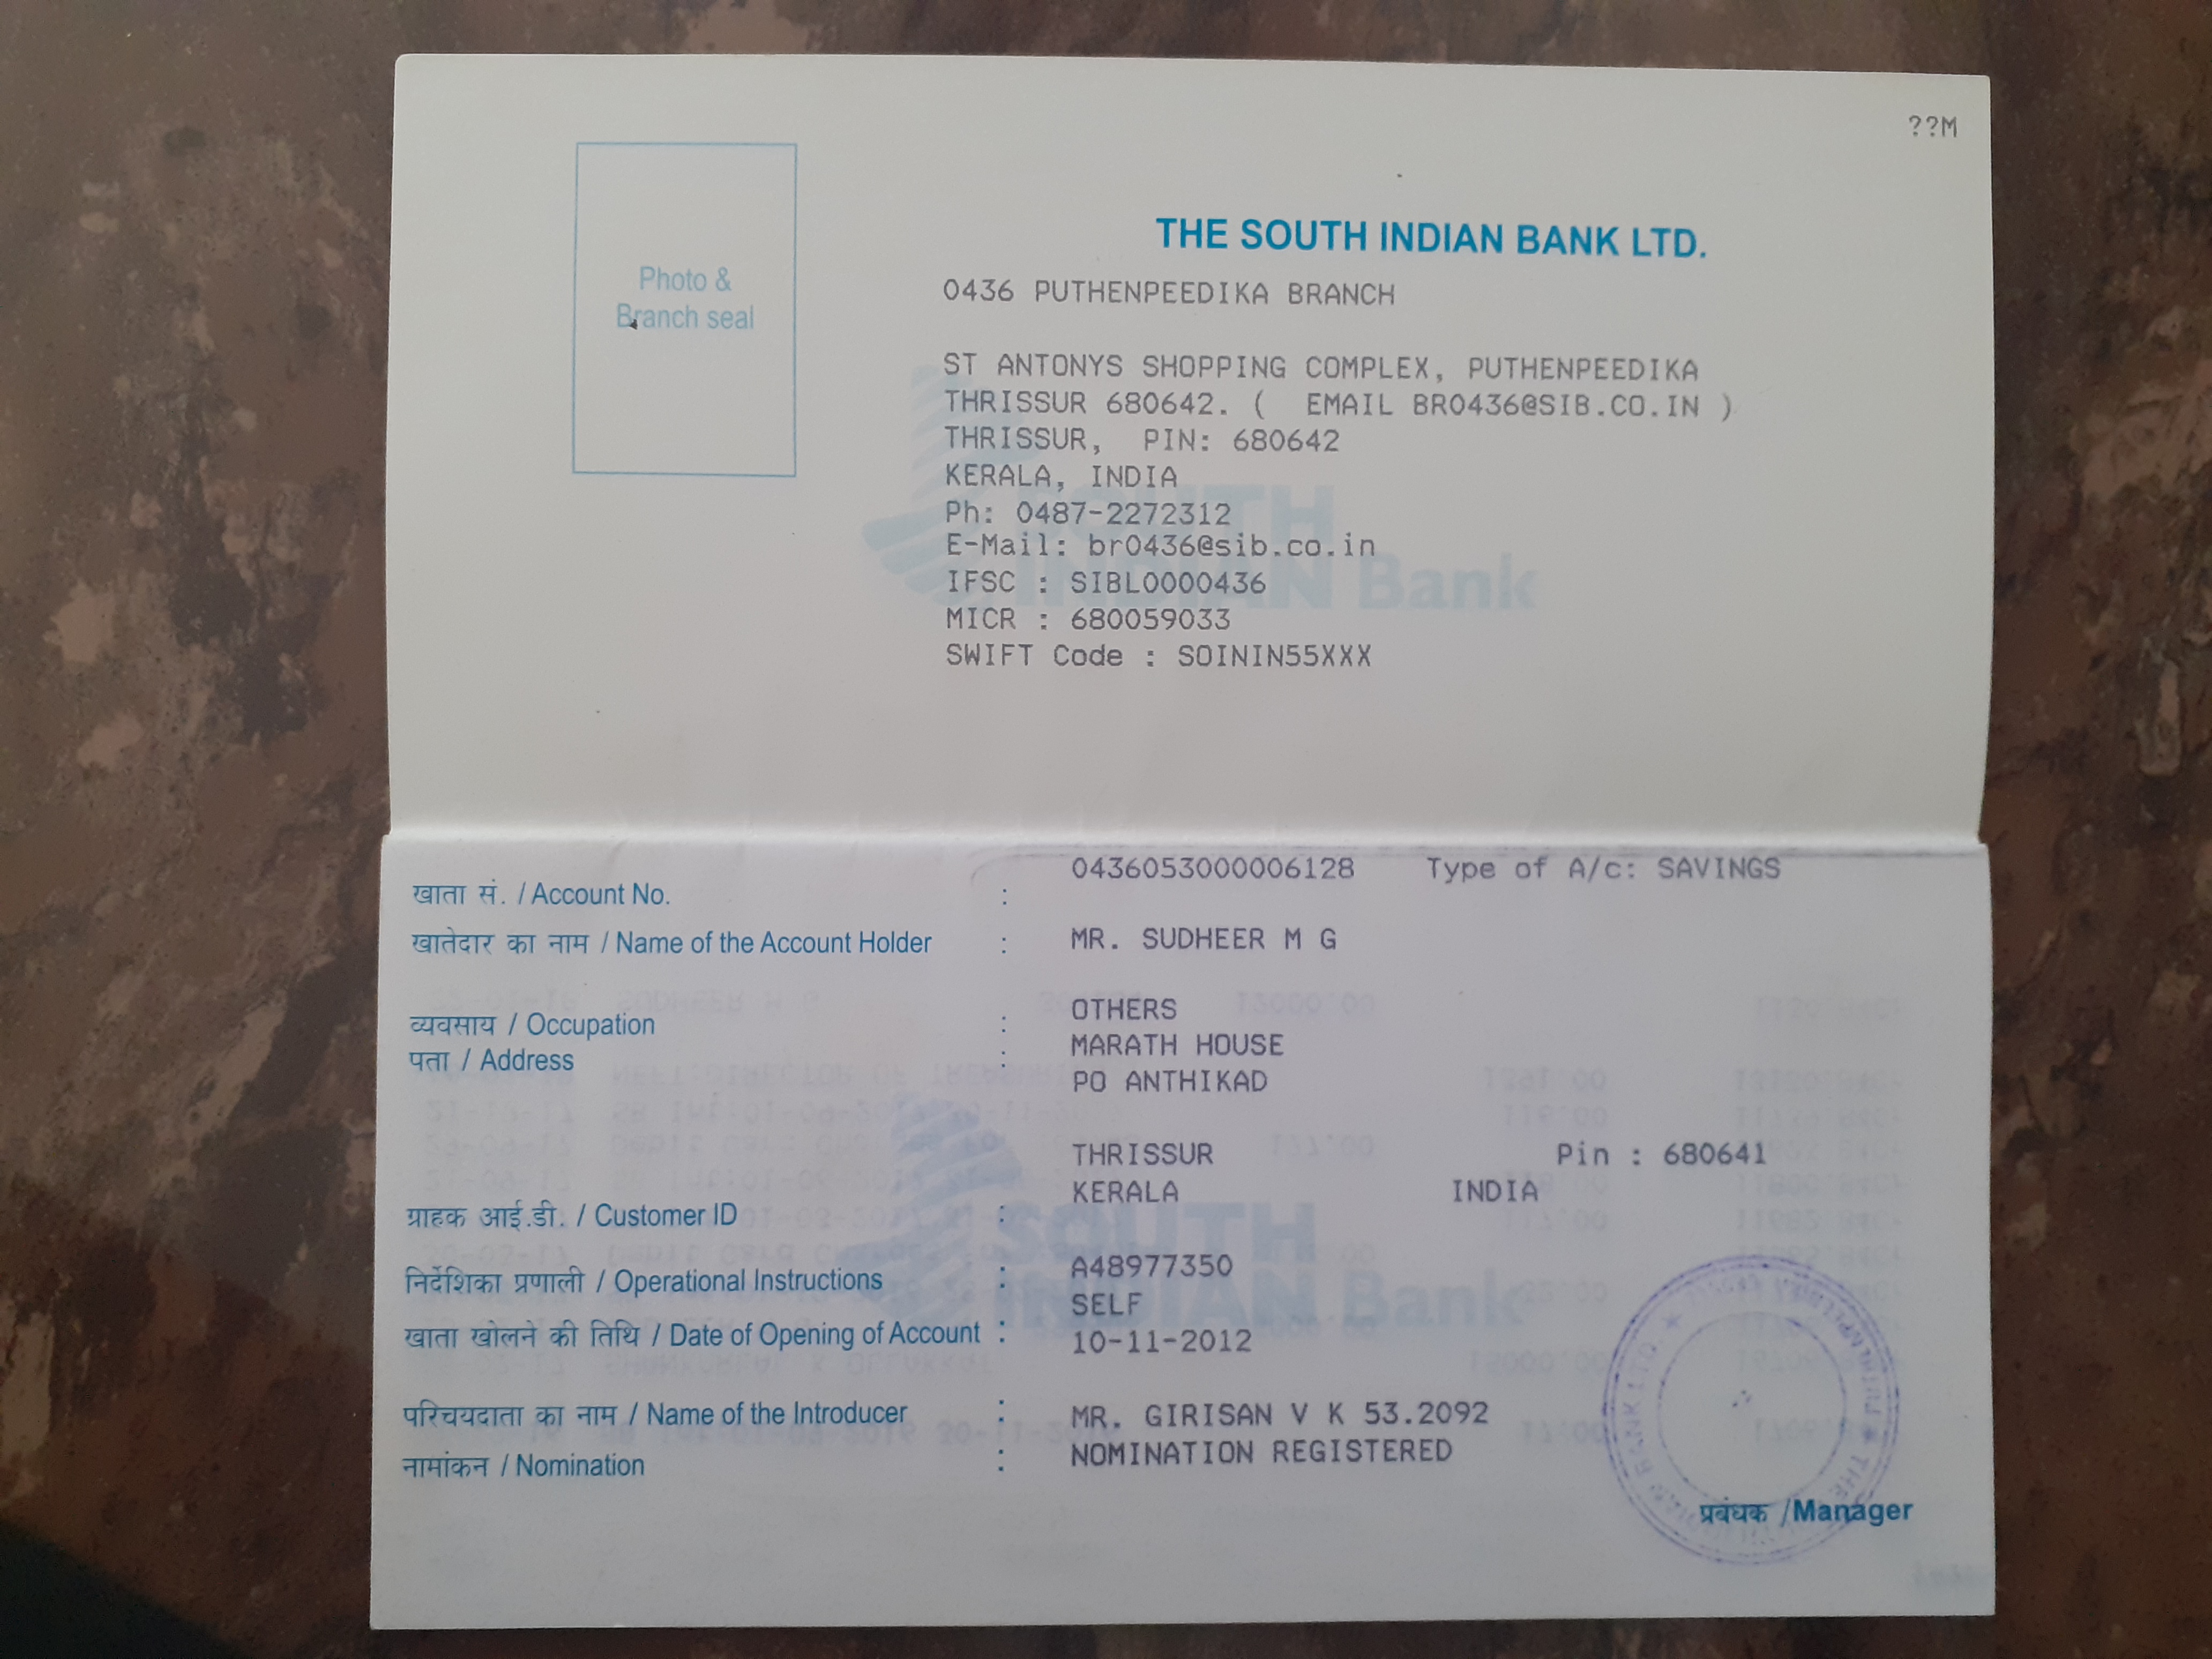 ??M
THE SOUTH INDIAN BANK LTD.
0436 PUTHENPEEDIKA BRANCH
Photo &
Branch seal
ST ANTONYS SHOPPING COMPLEX, PUTHENPEEDIKA
THRISSUR 680642. ( EMAIL BR0436@SIB.CO.IN )
THRISSUR, PIN: 680642
KERALA, INDIA
Ph: 0487-2272312
E-Mail: br0436@sib.co.in
IFSC : SIBL0000436
MICR : 680059033
SWIFT Code : SOININ55XXX
SOUTH
INDIAN Bank
खाता सं. / Account No. : 0436053000006128 Type of A/c: SAVINGS
खातेदार का नाम / Name of the Account Holder : MR. SUDHEER M G
व्यवसाय / Occupation : OTHERS
पता / Address : MARATH HOUSE
PO ANTHIKAD
THRISSUR Pin : 680641
KERALA INDIA
ग्राहक आई.डी. / Customer ID : A48977350
निर्देशिका प्रणाली / Operational Instructions : SELF
खाता खोलने की तिथि / Date of Opening of Account : 10-11-2012
परिचयदाता का नाम / Name of the Introducer : MR. GIRISAN V K 53.2092
नामांकन / Nomination : NOMINATION REGISTERED
SOUTH
INDIAN Bank
BANK LTD.
प्रबंधक / Manager